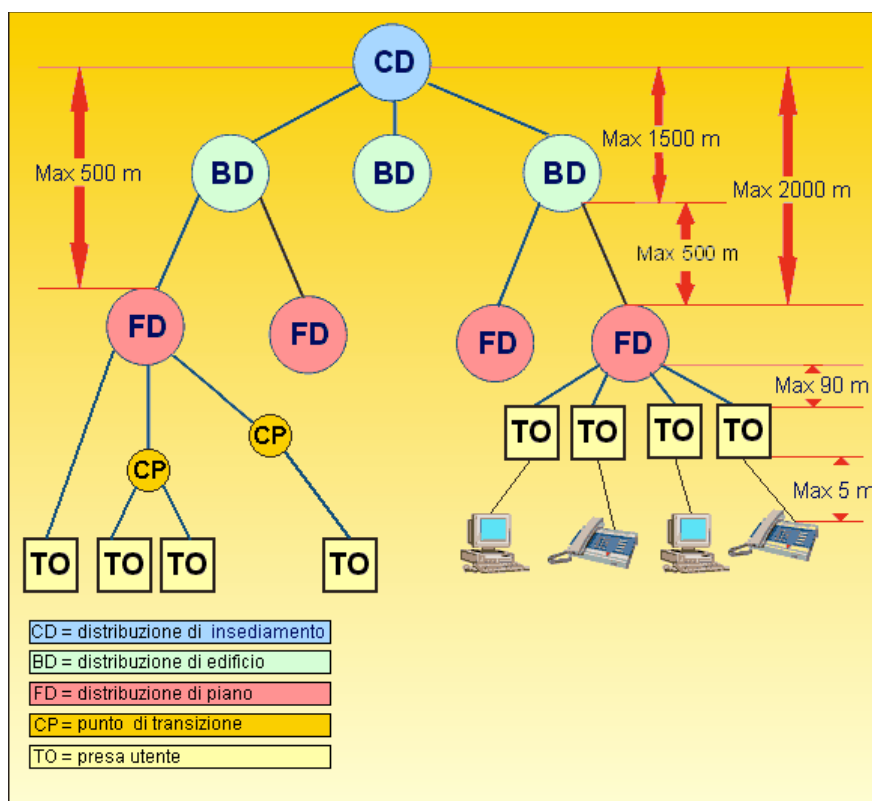 CD
Max 1500 m
Max 500 m
BD
BD
BD
Max 2000 m
Max 500 m
FD
FD
FD
FD
Max 90 m
TO
TO
TO
TO
CP
CP
Max 5 m
TO
TO
TO
TO
CD = distribuzione di insediamento
BD = distribuzione di edificio
FD = distribuzione di piano
CP = punto di transizione
TO = presa utente